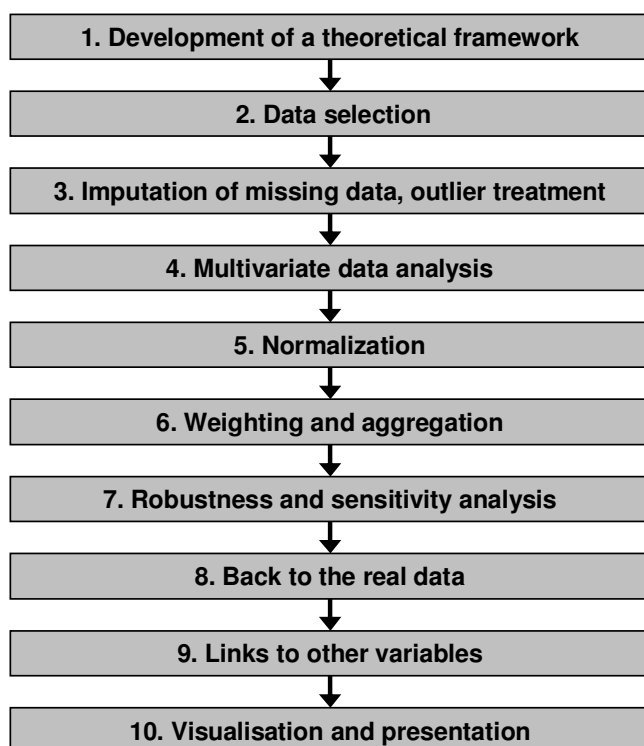 1. Development of a theoretical framework
2. Data selection
3. Imputation of missing data, outlier treatment
4. Multivariate data analysis
5. Normalization
6. Weighting and aggregation
7. Robustness and sensitivity analysis
8. Back to the real data
9. Links to other variables
10. Visualisation and presentation